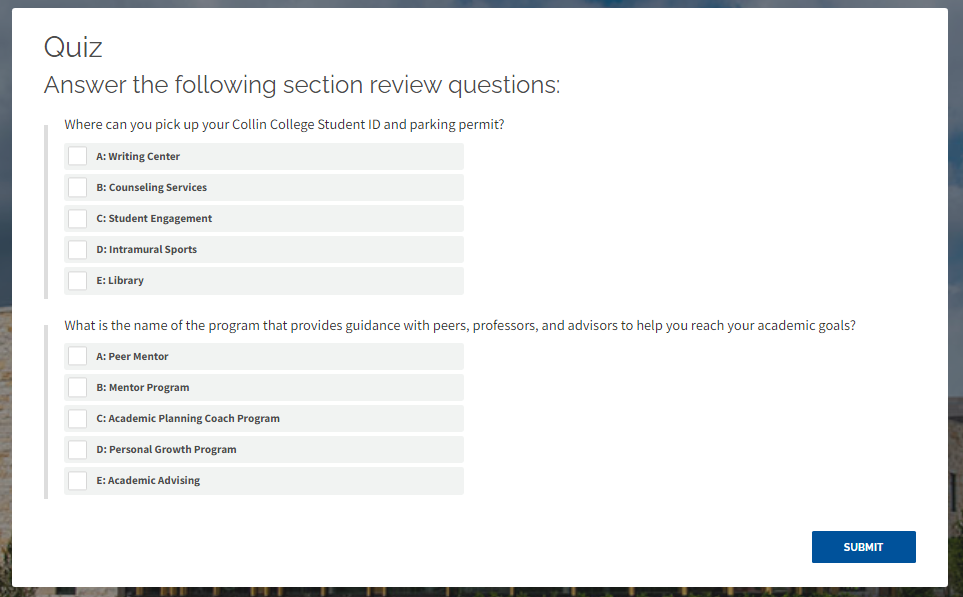 Quiz
Answer the following section review questions:
Where can you pick up your Collin College Student ID and parking permit?
A: Writing Center
B: Counseling Services
C: Student Engagement
D: Intramural Sports
E: Library
What is the name of the program that provides guidance with peers, professors, and advisors to help you reach your academic goals?
A: Peer Mentor
B: Mentor Program
C: Academic Planning Coach Program
D: Personal Growth Program
E: Academic Advising
SUBMIT